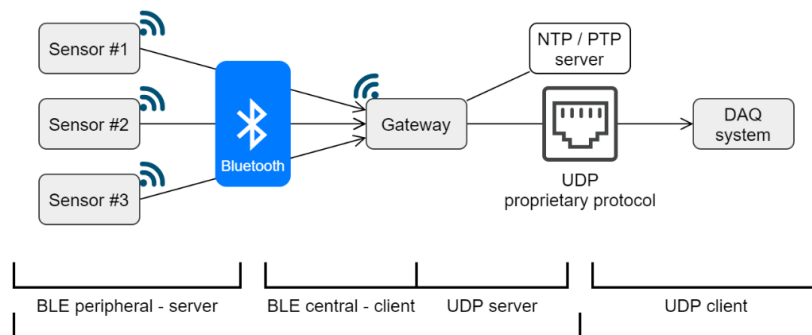 Sensor #1
NTP / PTP
server
Sensor #2
Gateway
DAQ
system
Bluetooth
UDP
proprietary protocol
Sensor #3
BLE peripheral - server
BLE central - client
UDP server
UDP client